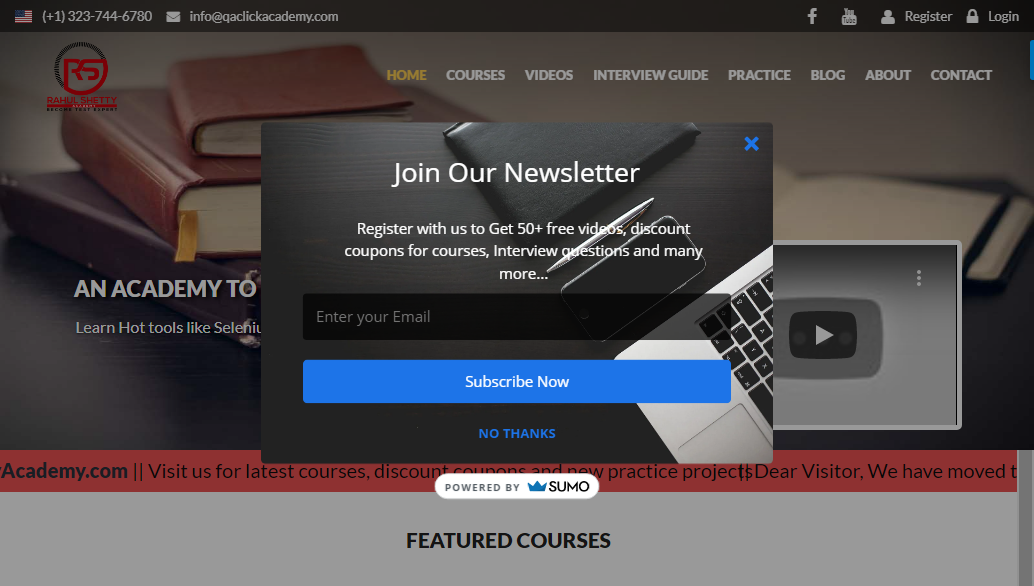 (+1) 323-744-6780 info@qaclickacademy.com Register Login
RS
RAHUL SHETTY
ACADEMY
HOME COURSES VIDEOS INTERVIEW GUIDE PRACTICE BLOG ABOUT CONTACT
Join Our Newsletter
Register with us to Get 50+ free videos, discount
coupons for courses, Interview questions and many
more...
AN ACADEMY TO
Learn Hot tools like Seleniu
Enter your Email
Subscribe Now
NO THANKS
Academy.com || Visit us for latest courses, discount coupons and new practice projects
|| Dear Visitor, We have moved t
POWERED BY SUMO
FEATURED COURSES